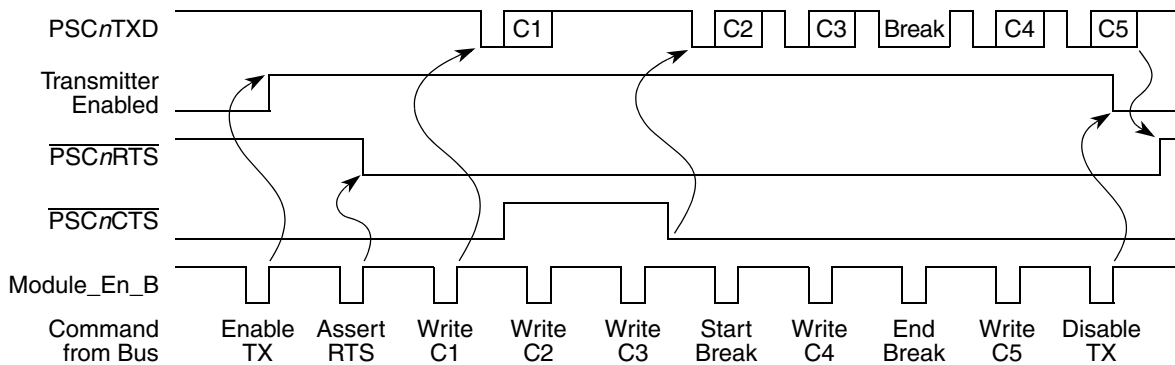 PSCnTXD
C1
C2
C3
Break
C4
C5
Transmitter
Enabled
PSCnRTS
PSCnCTS
Module_En_B
Command
from Bus
Enable
TX
Assert
RTS
Write
C1
Write
C2
Write
C3
Start
Break
Write
C4
End
Break
Write
C5
Disable
TX